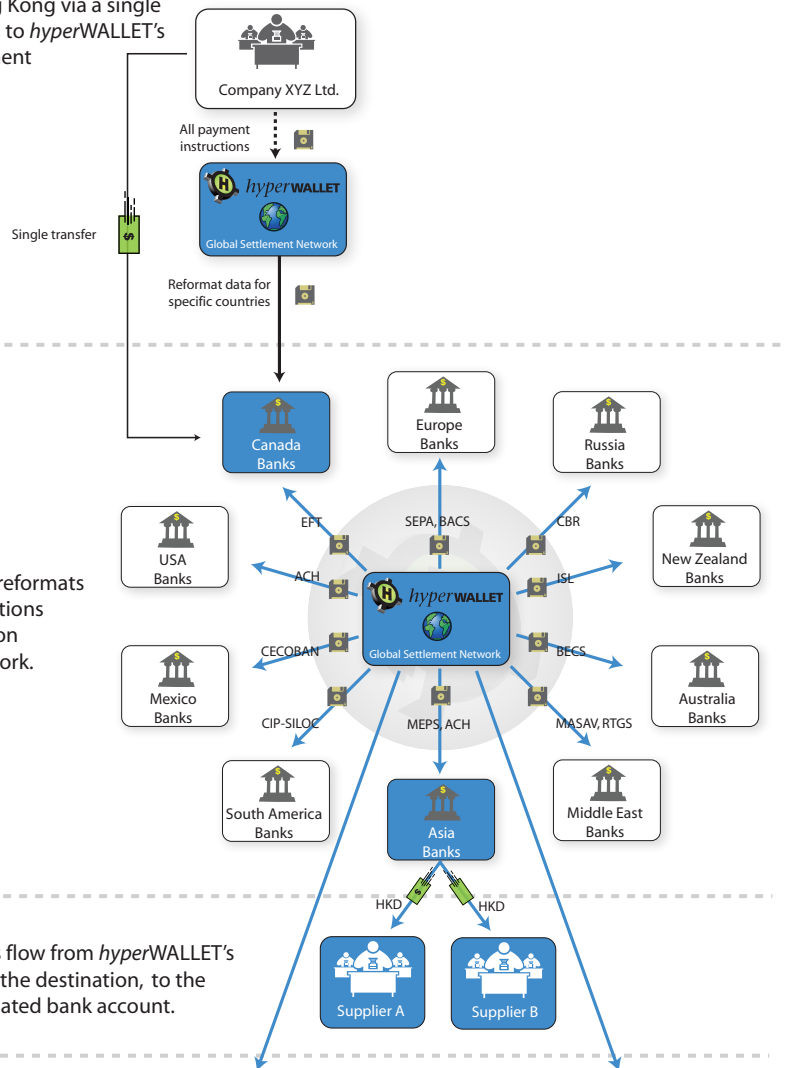 g Kong via a single
to hyperWALLET's
ent
Company XYZ Ltd.
All payment
instructions
H hyperWALLET
Global Settlement Network
Single transfer
Reformat data for
specific countries
Canada
Banks
Europe
Banks
Russia
Banks
EFT
SEPA, BACS
CBR
USA
Banks
New Zealand
Banks
ACH
ISL
reformats
tions
on
ork.
H hyperWALLET
Global Settlement Network
CECOBAN
BECS
Mexico
Banks
Australia
Banks
CIP-SILOC
MEPS, ACH
MASAV, RTGS
South America
Banks
Asia
Banks
Middle East
Banks
HKD
HKD
s flow from hyperWALLET's
the destination, to the
ated bank account.
Supplier A
Supplier B